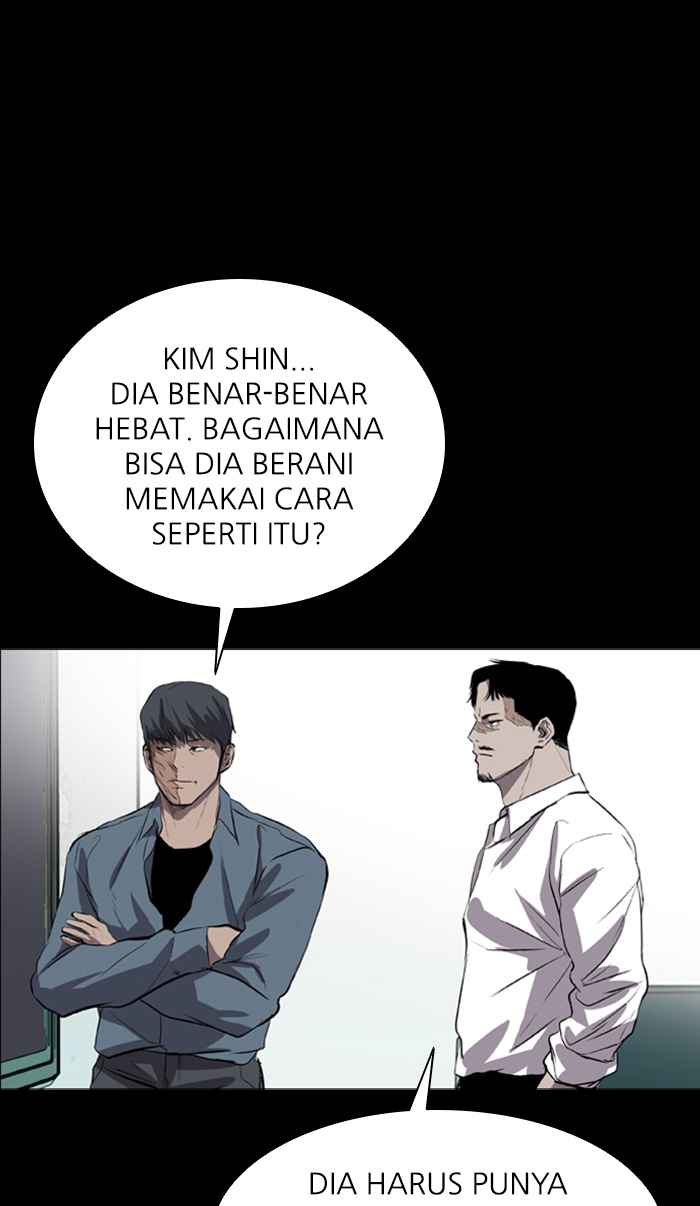 KIM SHIN...
DIA BENAR-BENAR
HEBAT. BAGAIMANA
BISA DIA BERANI
MEMAKAI CARA
SEPERTI ITU?
DIA HARUS PUNYA